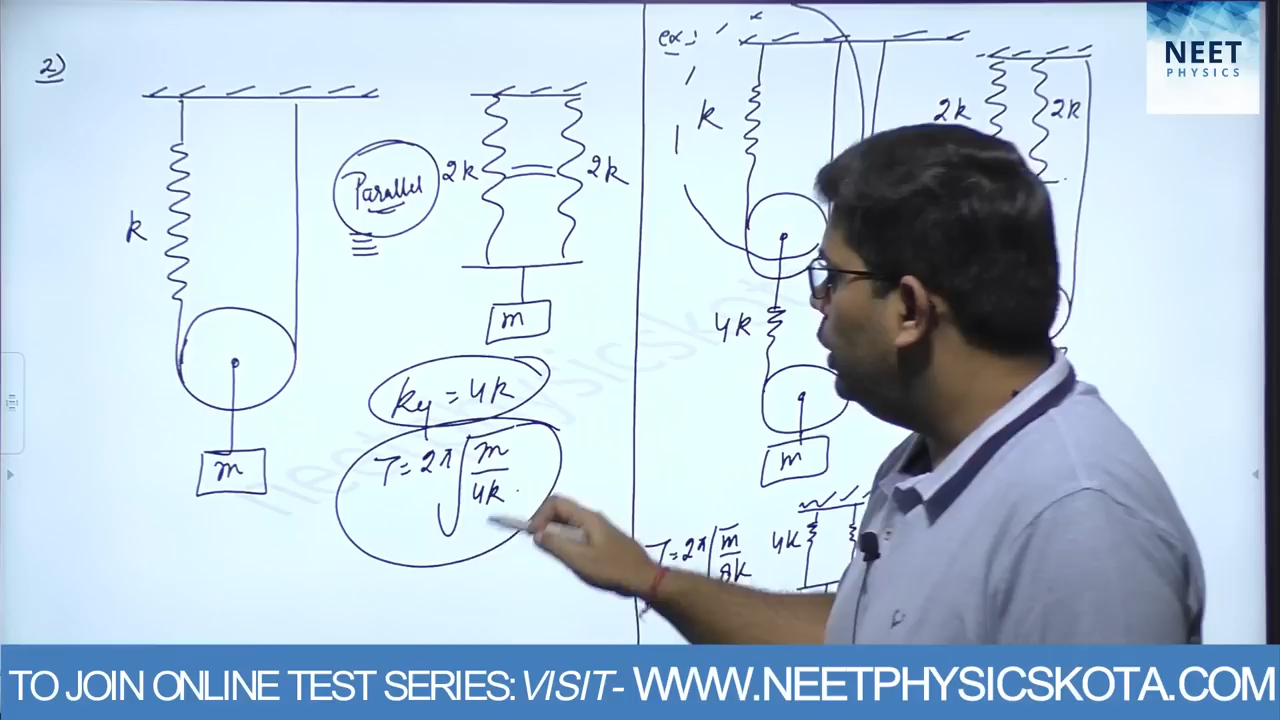 2)
k
m
Parallel
2k
2k
m
keq = 4k
T = 2π√m/4k
ex:
k
4k
m
2k
2k
4k
T = 2π√m/8k
neetphysicskota
NEET
PHYSICS
TO JOIN ONLINE TEST SERIES: VISIT- WWW.NEETPHYSICSKOTA.COM